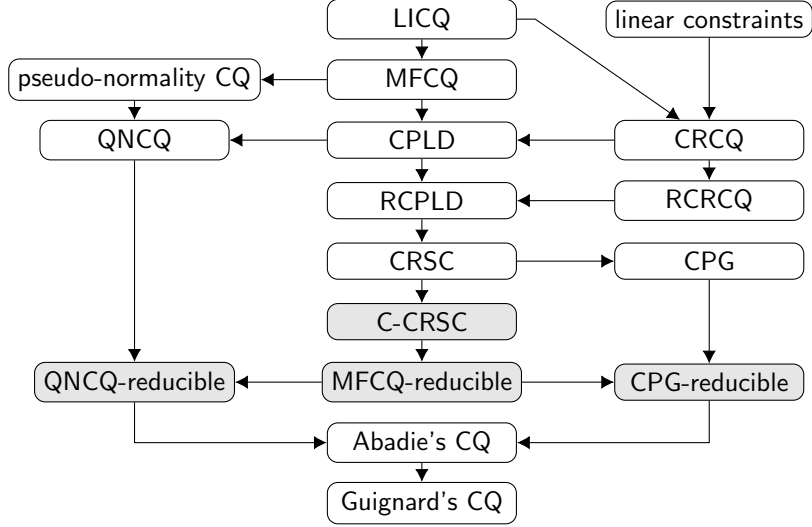 LICQ
linear constraints
pseudo-normality CQ
MFCQ
QNCQ
CPLD
CRCQ
RCPLD
RCRCQ
CRSC
CPG
C-CRSC
QNCQ-reducible
MFCQ-reducible
CPG-reducible
Abadie's CQ
Guignard's CQ